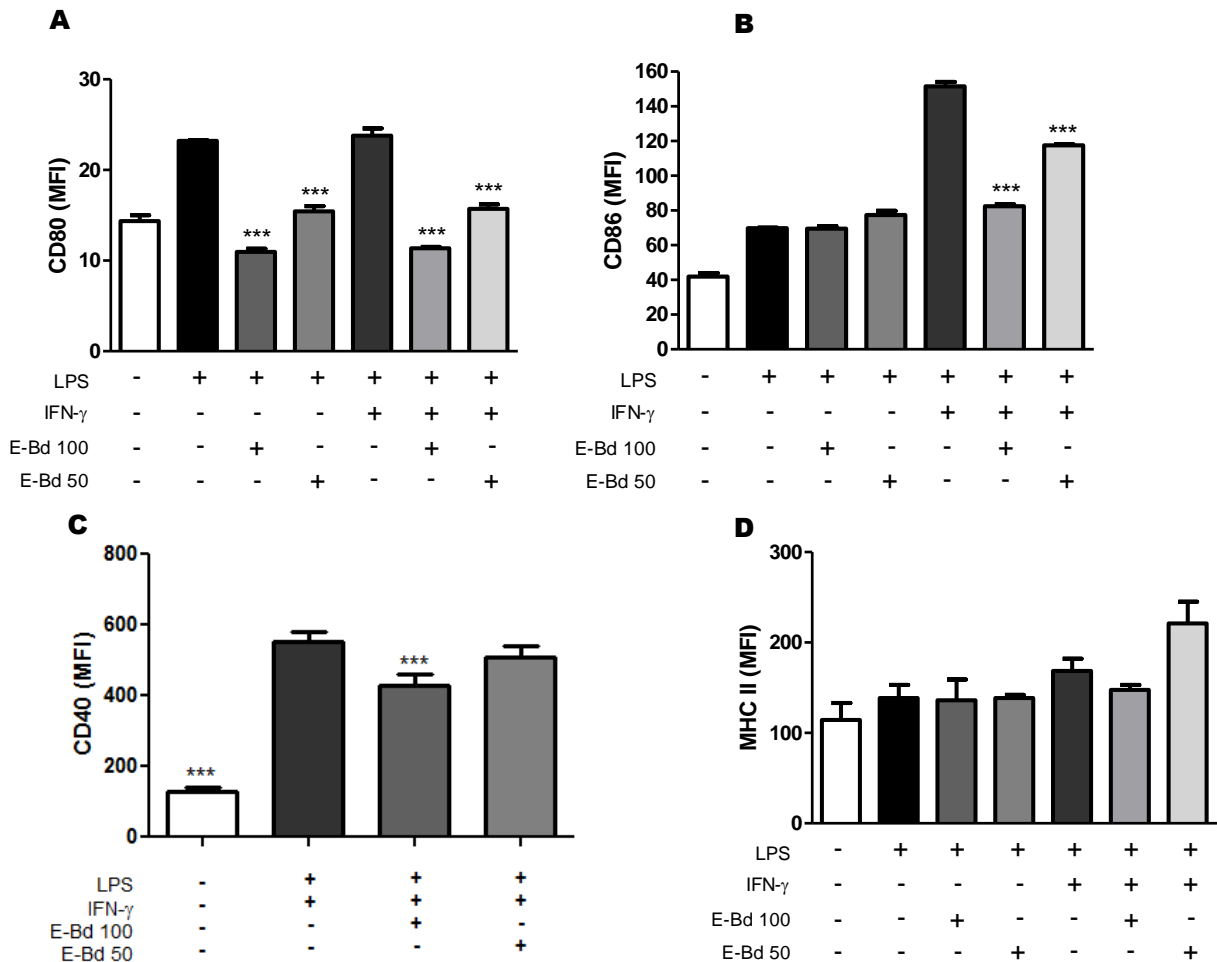 A
CD80 (MFI)
30
20
10
0
LPS - + + + + + +
IFN-γ - - - - + + +
E-Bd 100 - - + - - + -
E-Bd 50 - - - + - - +
***
***
***
***
B
CD86 (MFI)
160
140
120
100
80
60
40
20
0
LPS - + + + + + +
IFN-γ - - - - + + +
E-Bd 100 - - + - - + -
E-Bd 50 - - - + - - +
***
***
C
CD40 (MFI)
800
600
400
200
0
***
***
LPS - + + +
IFN-γ - + + +
E-Bd 100 - - + -
E-Bd 50 - - - +
D
MHC II (MFI)
300
200
100
0
LPS - + + + + + +
IFN-γ - - - - + + +
E-Bd 100 - - + - - + -
E-Bd 50 - - - + - - +